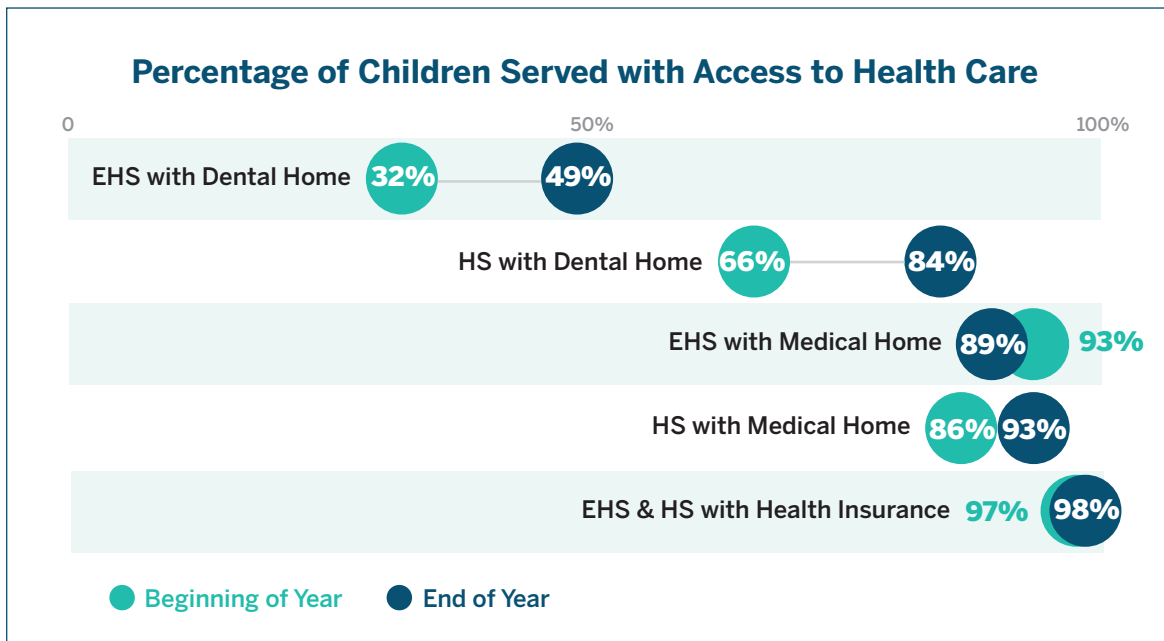 Percentage of Children Served with Access to Health Care
0 50% 100%
EHS with Dental Home 32% 49%
HS with Dental Home 66% 84%
EHS with Medical Home 89% 93%
HS with Medical Home 86% 93%
EHS & HS with Health Insurance 97% 98%
Beginning of Year End of Year